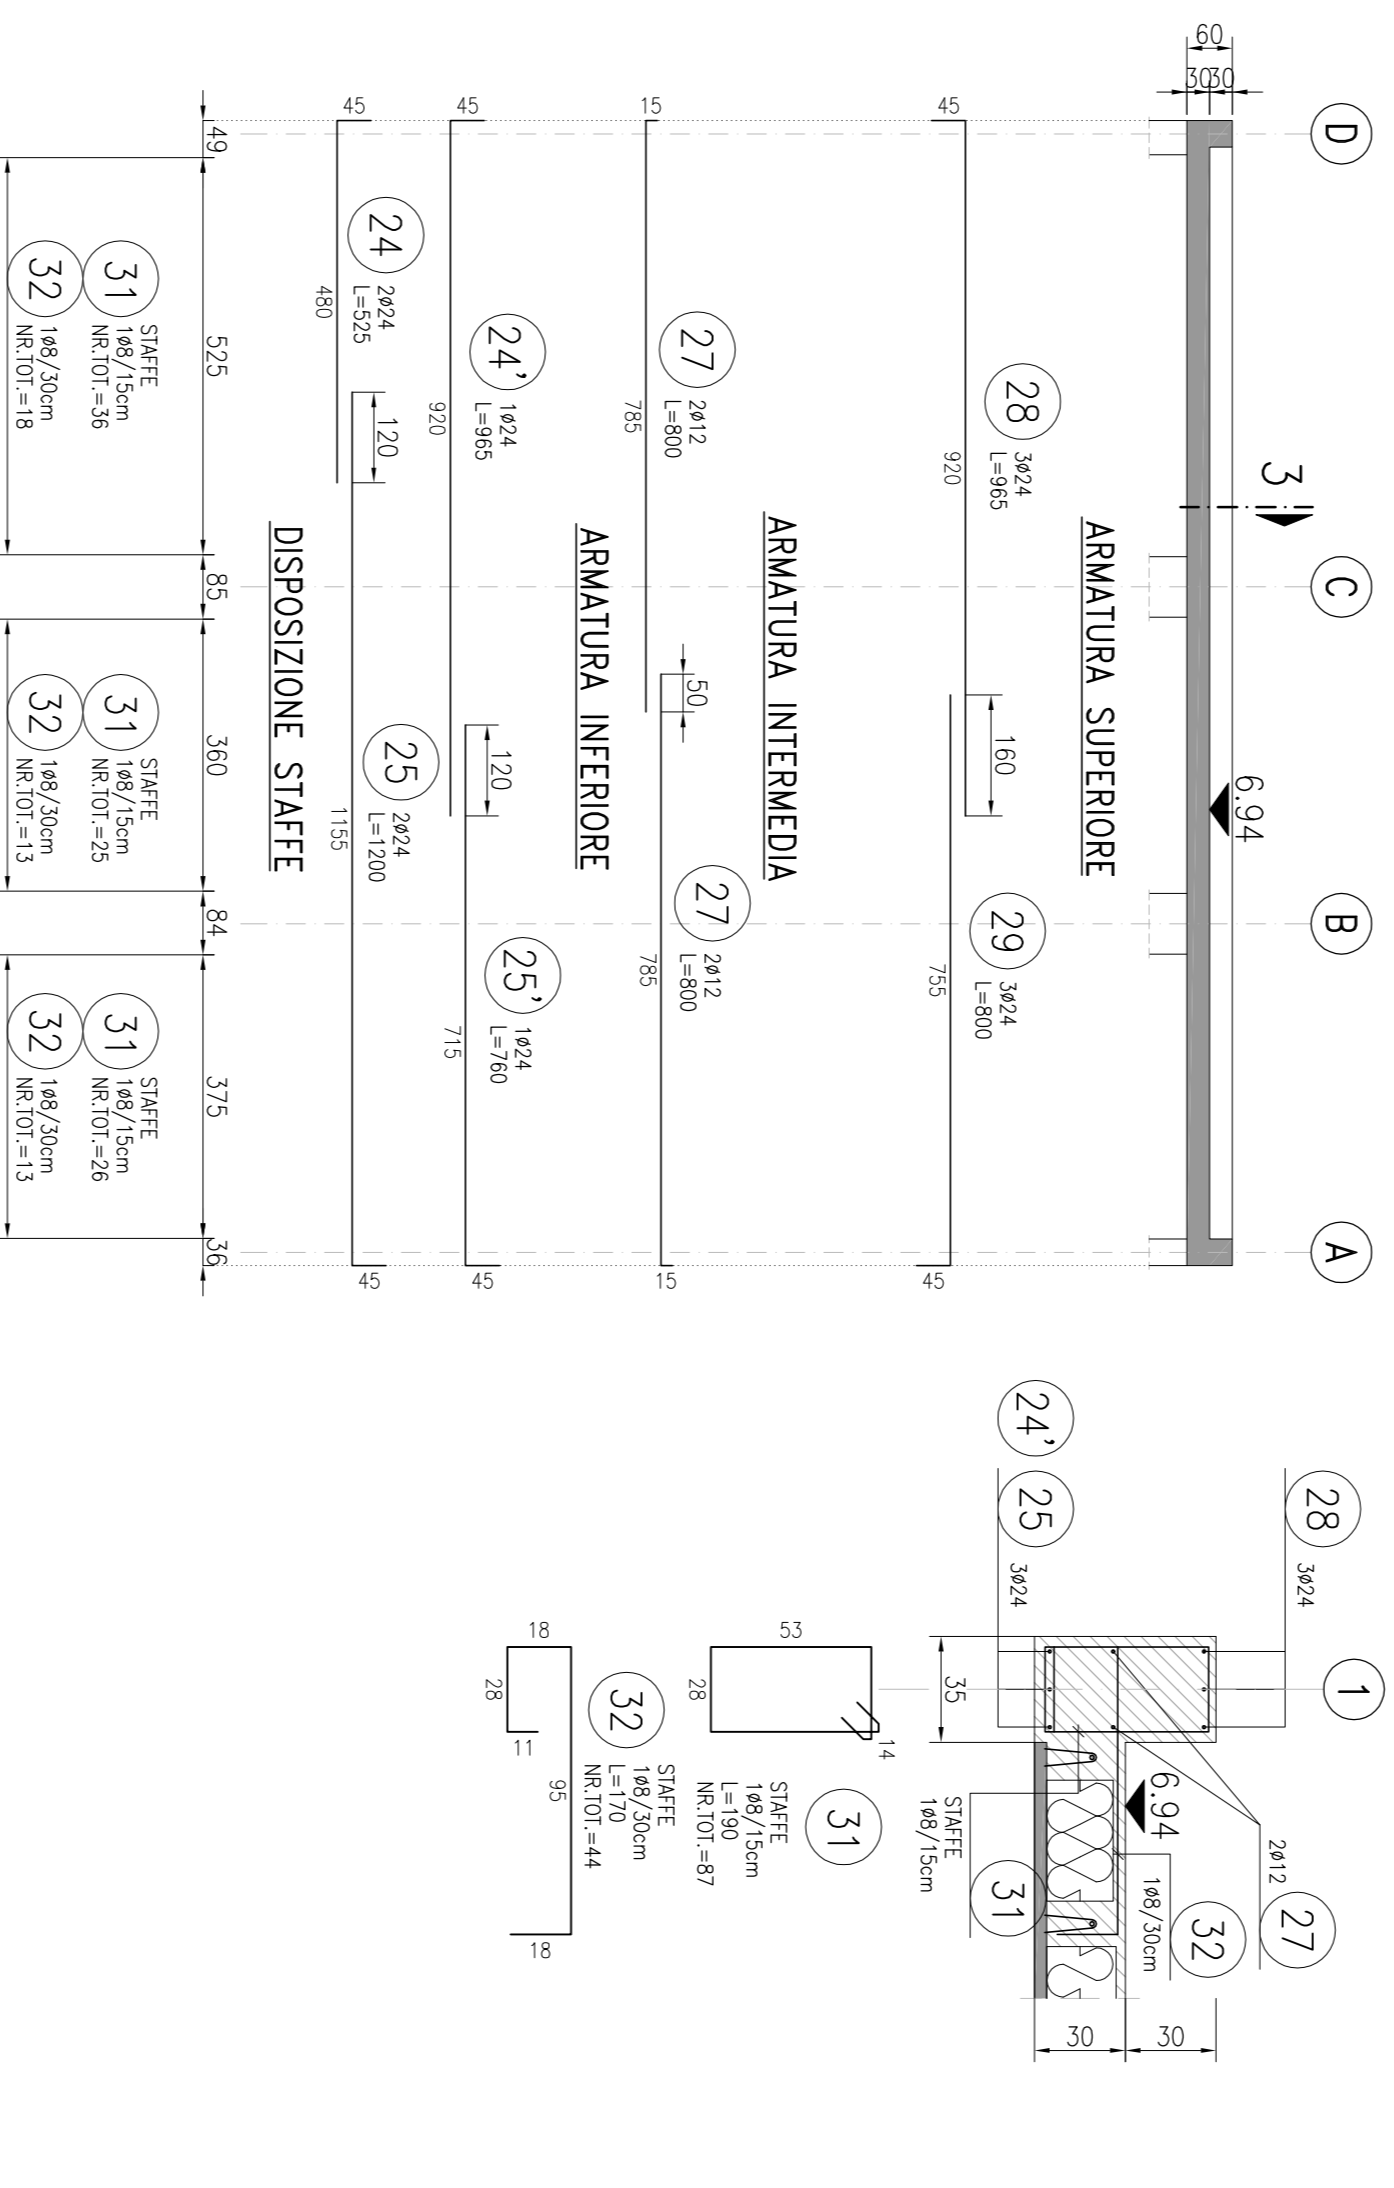 D
C
B
A
60
30
30
3
6.94
ARMATURA SUPERIORE
28
3ø24
L=965
45
920
160
29
3ø24
L=800
755
45
ARMATURA INTERMEDIA
27
2ø12
L=800
15
785
50
27
2ø12
L=800
785
15
ARMATURA INFERIORE
24'
1ø24
L=965
45
920
120
25'
1ø24
L=760
715
45
24
2ø24
L=525
45
480
120
25
2ø24
L=1200
1155
45
DISPOSIZIONE STAFFE
49
525
85
360
84
375
36
31
STAFFE
1ø8/15cm
NR.TOT.=36
32
1ø8/30cm
NR.TOT.=18
31
STAFFE
1ø8/15cm
NR.TOT.=25
32
1ø8/30cm
NR.TOT.=13
31
STAFFE
1ø8/15cm
NR.TOT.=26
32
1ø8/30cm
NR.TOT.=13
1
28
3ø24
2ø12
27
6.94
1ø8/30cm
32
30
30
24'
25
3ø24
35
STAFFE
1ø8/15cm
31
53
14
28
31
STAFFE
1ø8/15cm
L=190
NR.TOT.=87
32
STAFFE
1ø8/30cm
L=170
NR.TOT.=44
18
28
11
95
18